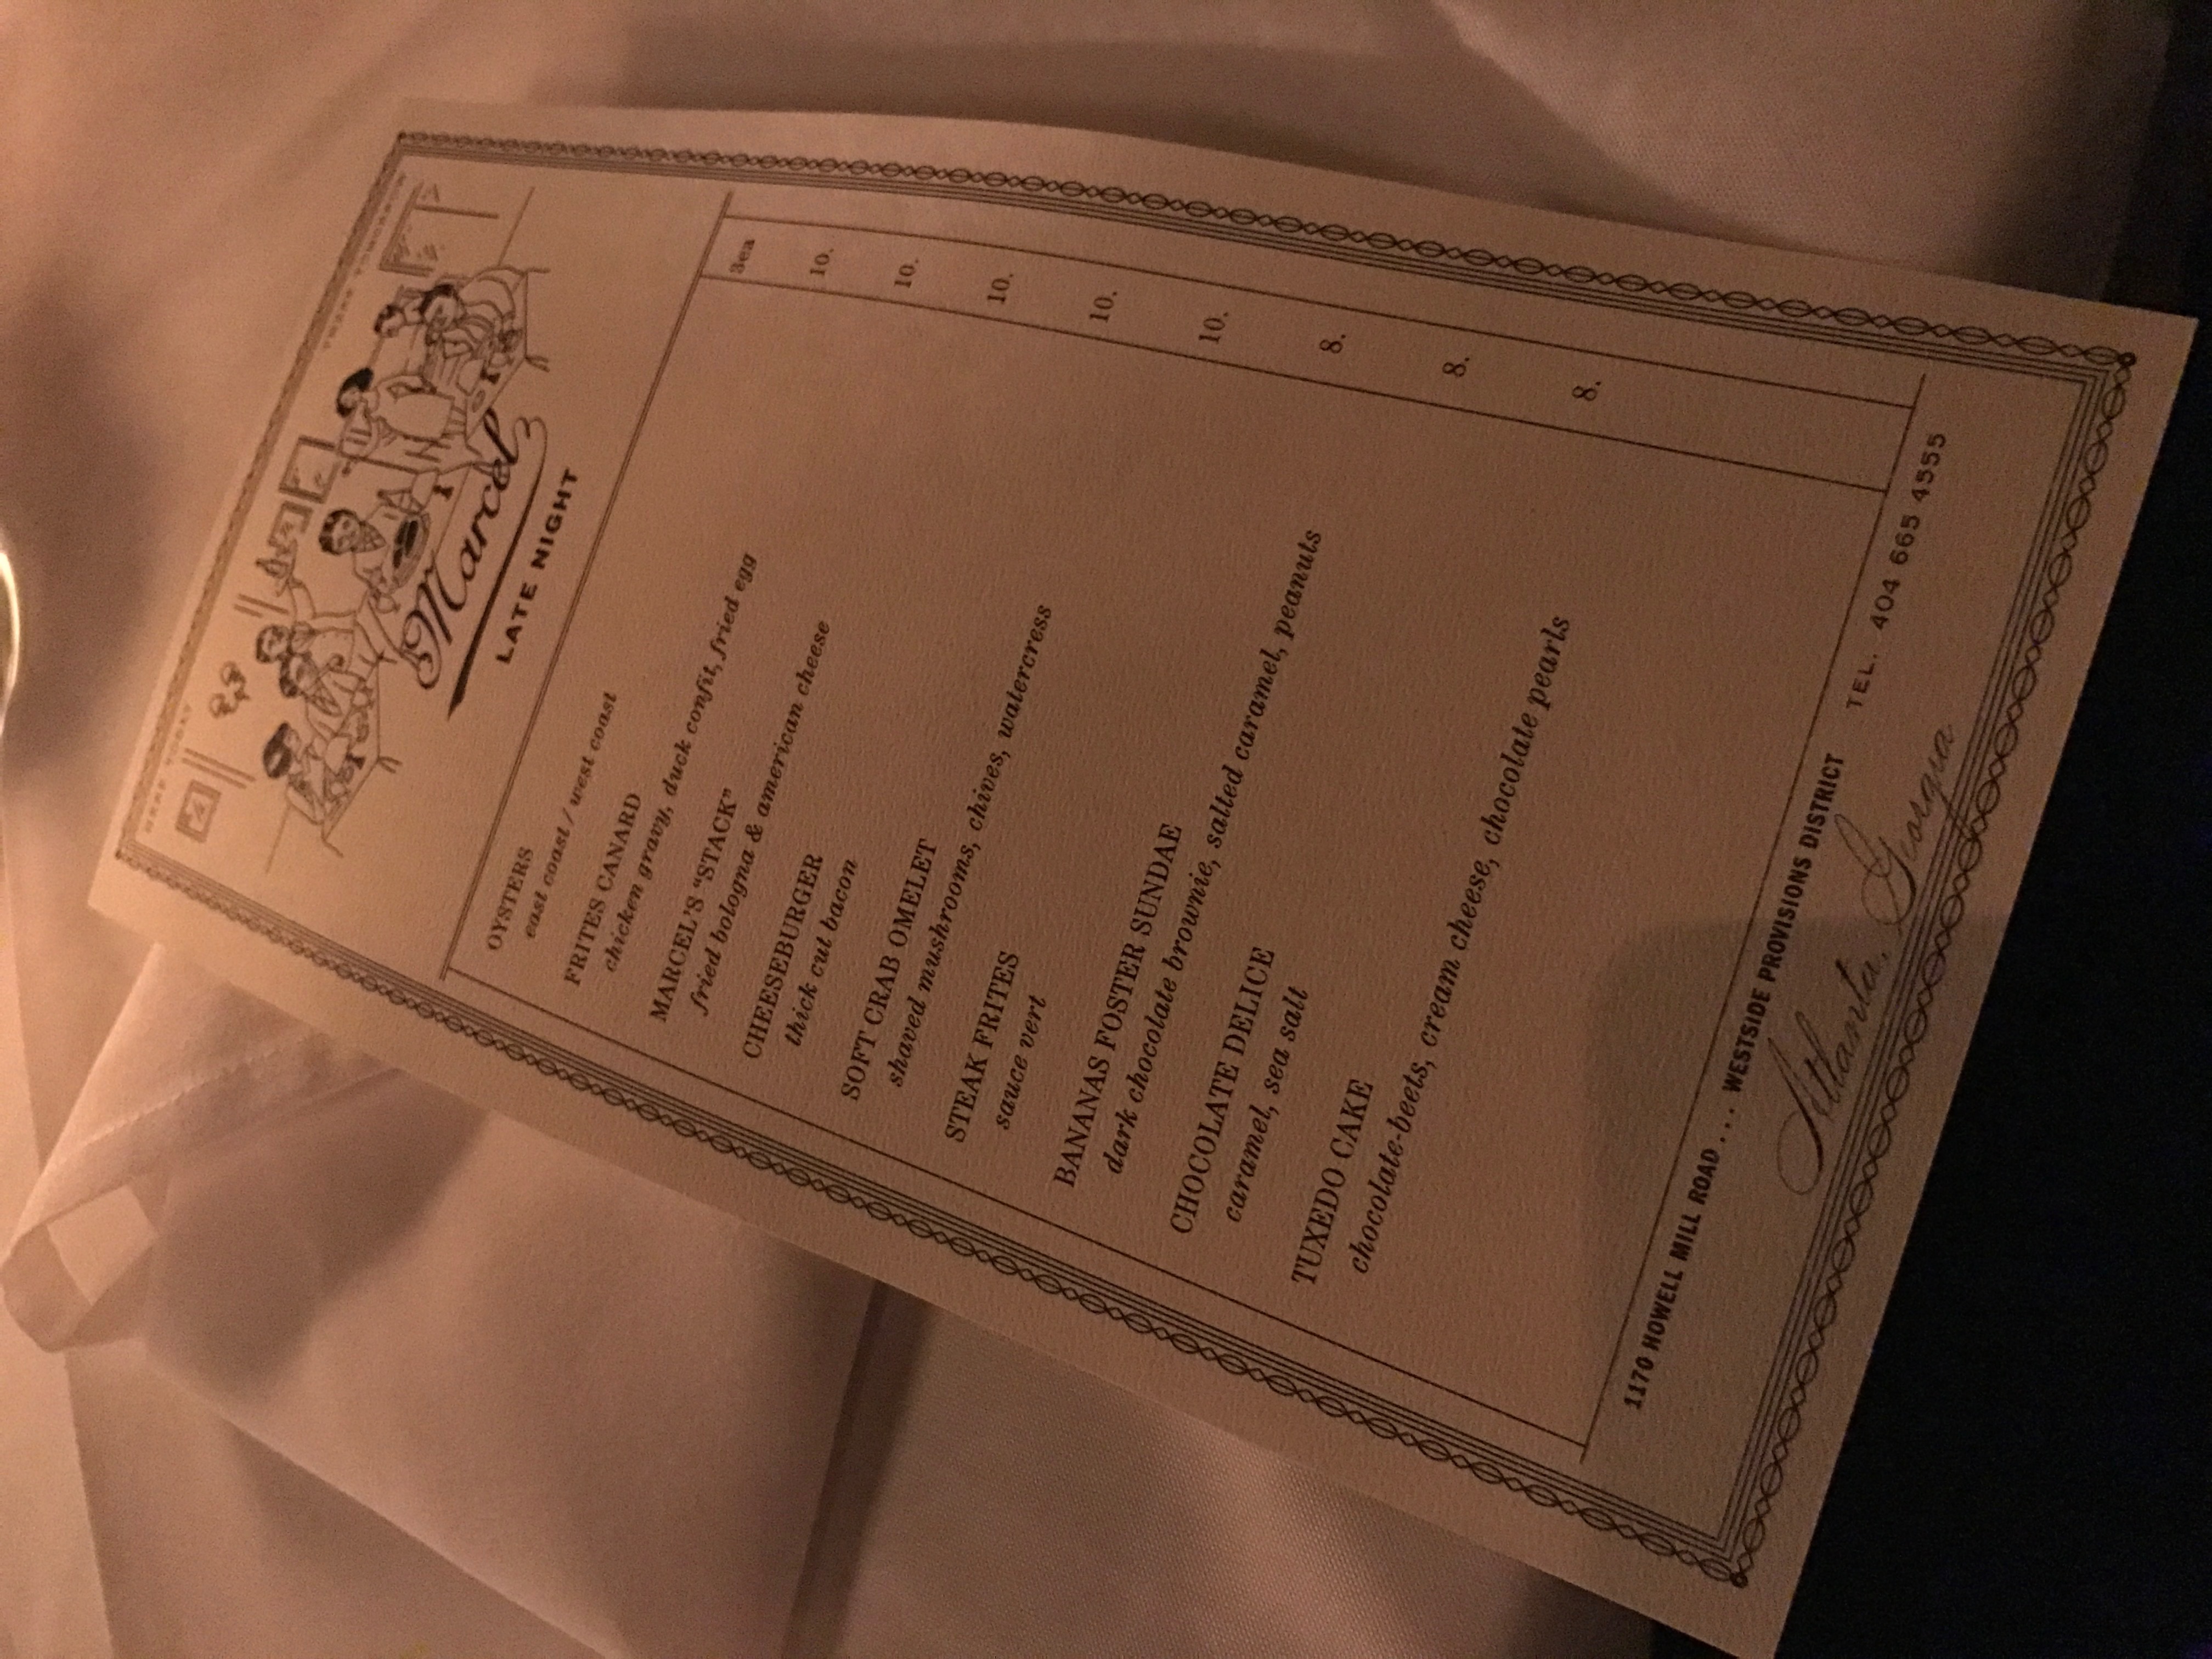 HERE TODAY
THERE TOMORROW
Marcel
LATE NIGHT
OYSTERS 3ea
east coast / west coast
FRITES CANARD 10.
chicken gravy, duck confit, fried egg
MARCEL'S “STACK” 10.
fried bologna & american cheese
CHEESEBURGER 10.
thick cut bacon
SOFT CRAB OMELET 10.
shaved mushrooms, chives, watercress
STEAK FRITES 10.
sauce vert
BANANAS FOSTER SUNDAE 8.
dark chocolate brownie, salted caramel, peanuts
CHOCOLATE DELICE 8.
caramel, sea salt
TUXEDO CAKE 8.
chocolate-beets, cream cheese, chocolate pearls
1170 HOWELL MILL ROAD... WESTSIDE PROVISIONS DISTRICT TEL. 404 665 4555
Atlanta, Georgia